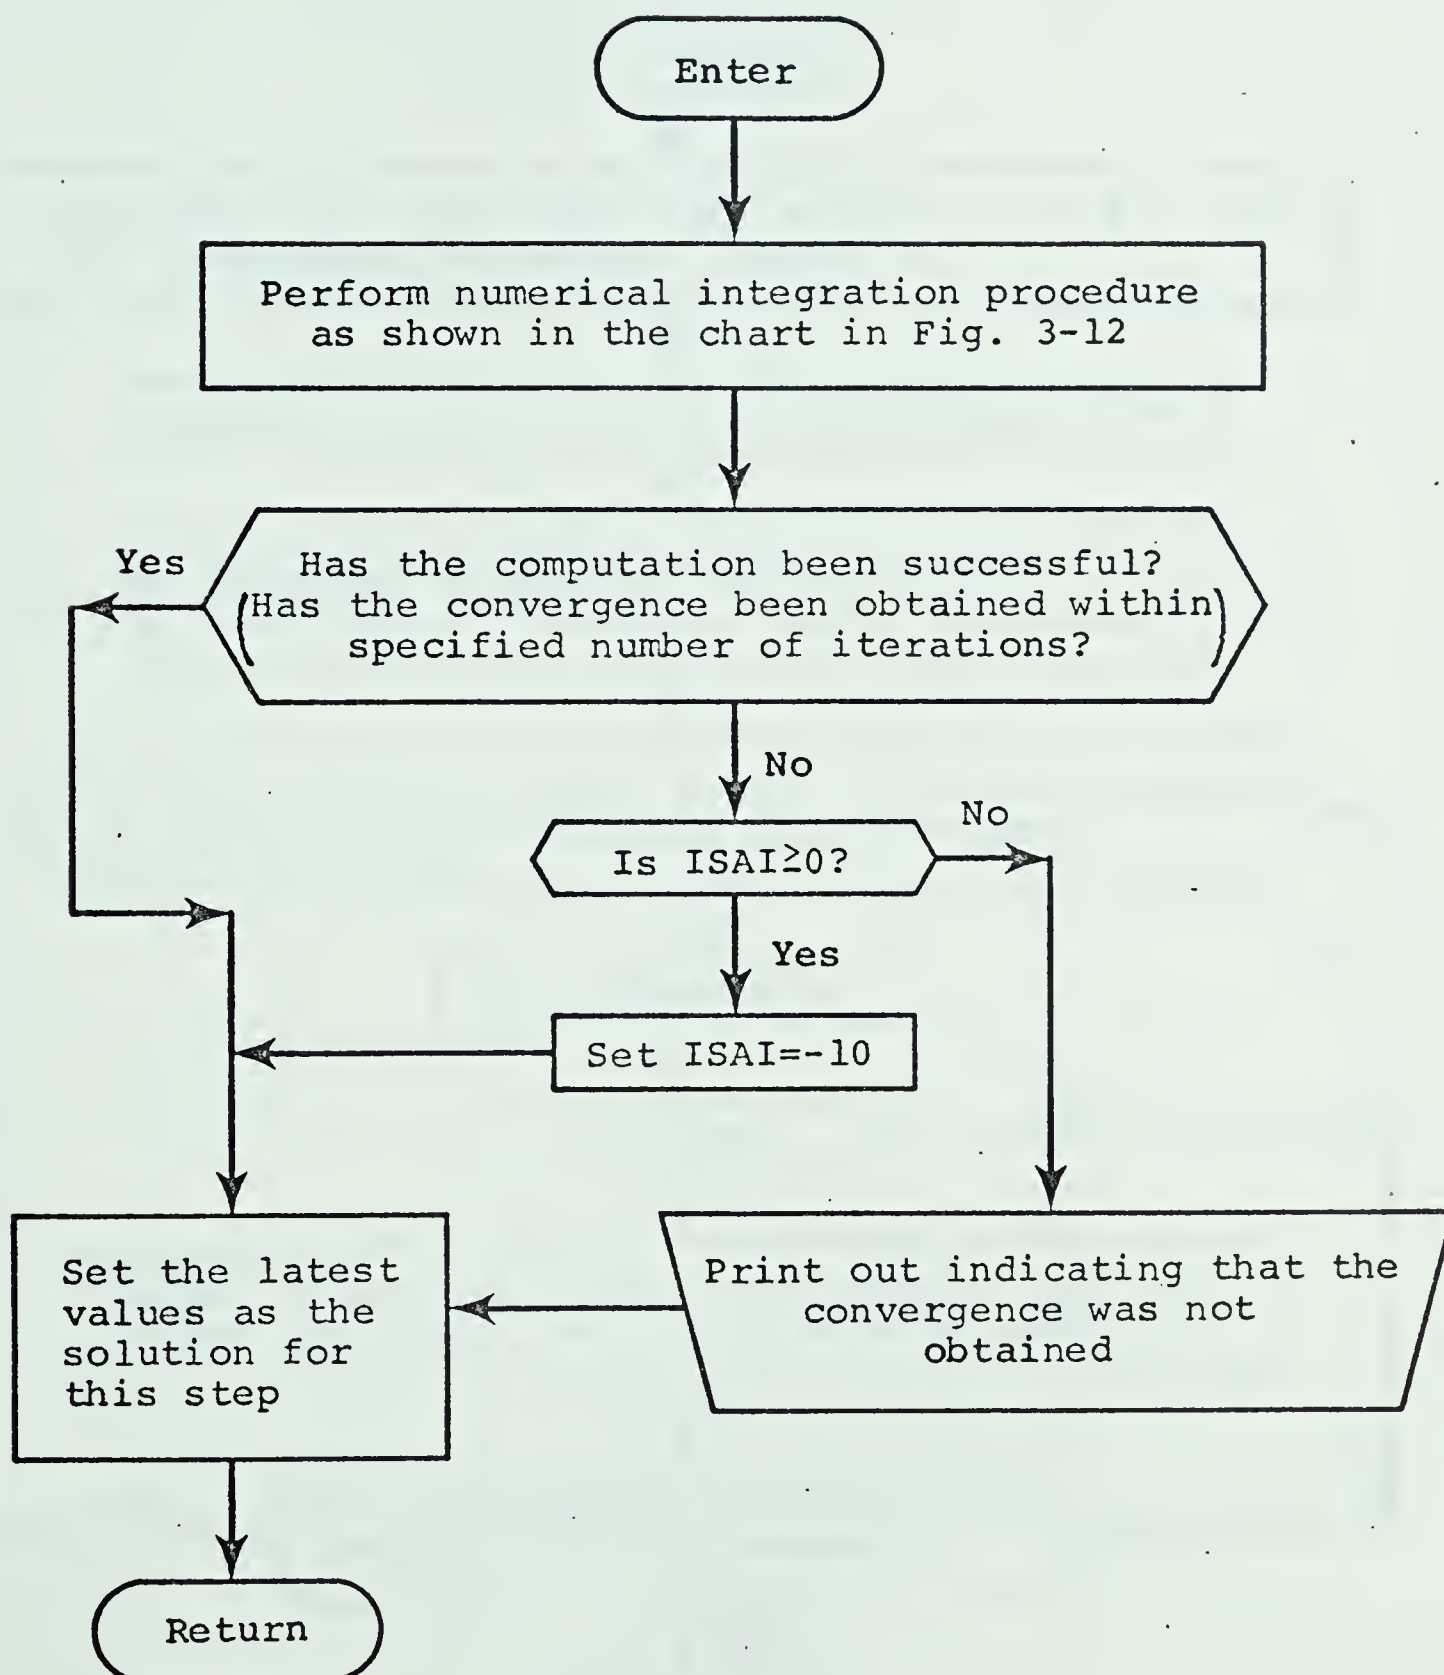 Enter
Perform numerical integration procedure
as shown in the chart in Fig. 3-12
Yes
Has the computation been successful?
(Has the convergence been obtained within)
specified number of iterations?
No
No
Is ISAI≥0?
Yes
Set ISAI=-10
Set the latest
values as the
solution for
this step
Print out indicating that the
convergence was not
obtained
Return